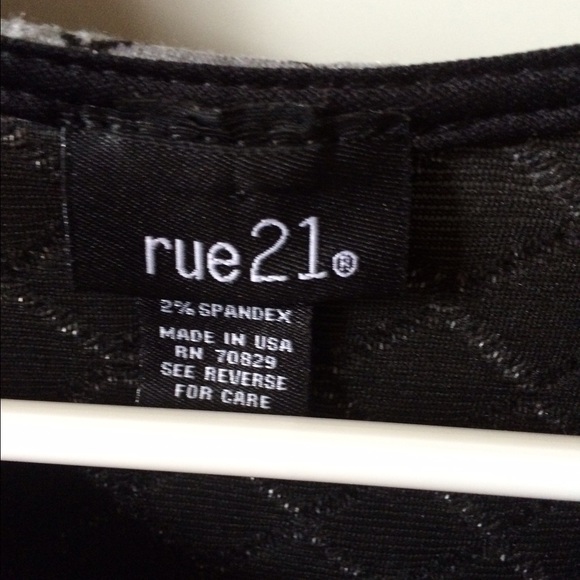 rue21®
2% SPANDEX
MADE IN USA
RN 70829
SEE REVERSE
FOR CARE